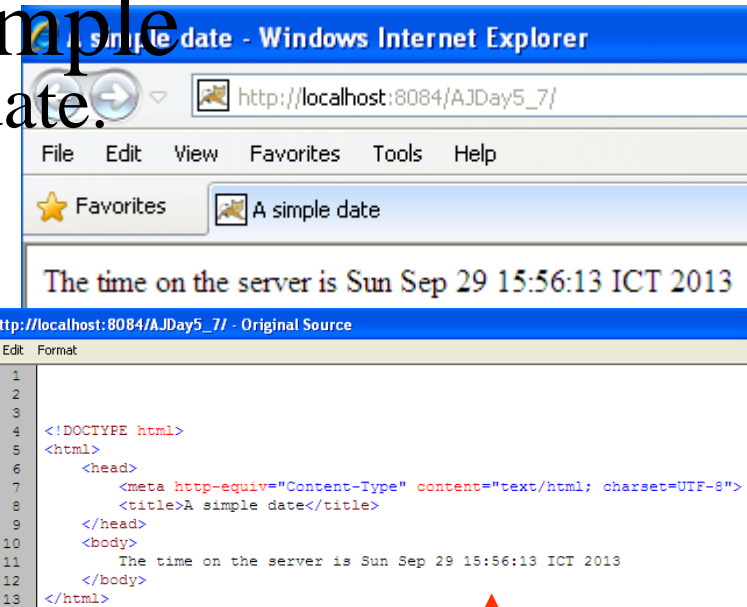 mple
A simple date - Windows Internet Explorer
ate.
http://localhost:8084/AJDay5_7/
File Edit View Favorites Tools Help
Favorites A simple date
The time on the server is Sun Sep 29 15:56:13 ICT 2013
ttp://localhost:8084/AJDay5_7/ - Original Source
Edit Format
1
2
3
4 <!DOCTYPE html>
5 <html>
6 <head>
7 <meta http-equiv="Content-Type" content="text/html; charset=UTF-8">
8 <title>A simple date</title>
9 </head>
10 <body>
11 The time on the server is Sun Sep 29 15:56:13 ICT 2013
12 </body>
13 </html>